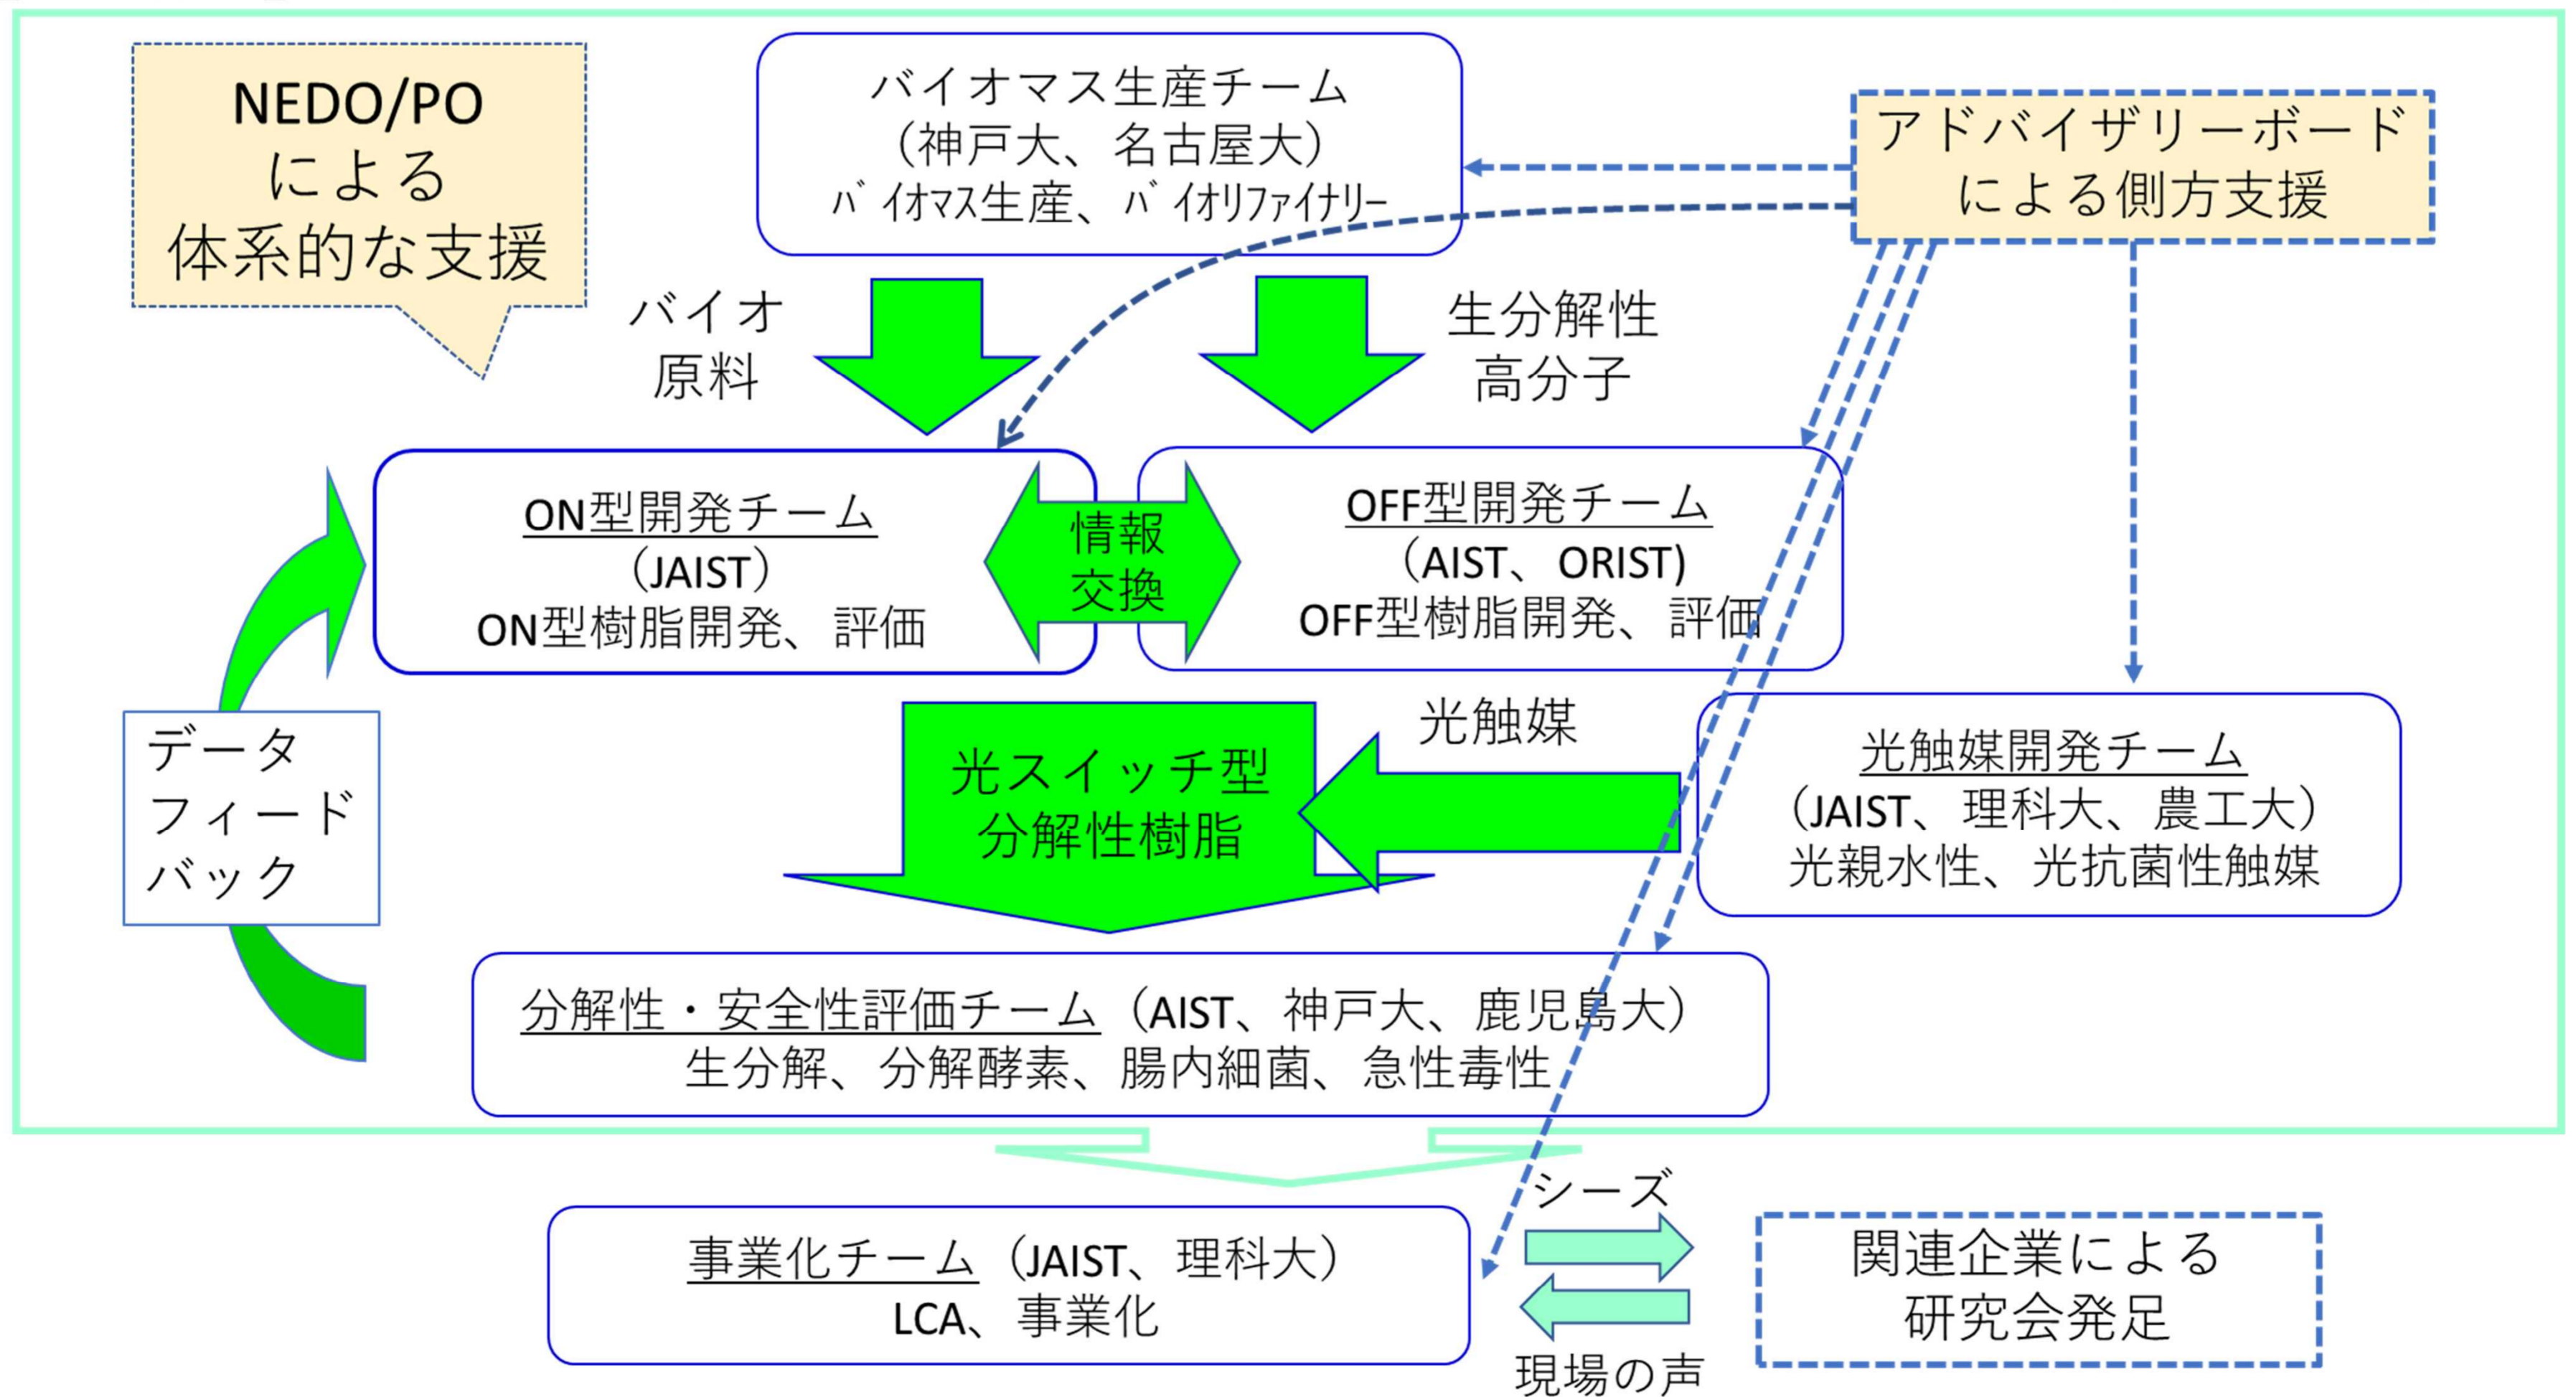 NEDO/PO
による
体系的な支援
バイオマス生産チーム
（神戸大、名古屋大）
ﾊﾞｲｵﾏｽ生産、ﾊﾞｲｵﾘﾌｧｲﾅﾘｰ
アドバイザリーボード
による側方支援
バイオ
原料
生分解性
高分子
ON型開発チーム
（JAIST）
ON型樹脂開発、評価
情報
交換
OFF型開発チーム
（AIST、ORIST)
OFF型樹脂開発、評価
データ
フィード
バック
光スイッチ型
分解性樹脂
光触媒
光触媒開発チーム
（JAIST、理科大、農工大）
光親水性、光抗菌性触媒
分解性・安全性評価チーム（AIST、神戸大、鹿児島大）
生分解、分解酵素、腸内細菌、急性毒性
事業化チーム（JAIST、理科大）
LCA、事業化
シーズ
現場の声
関連企業による
研究会発足